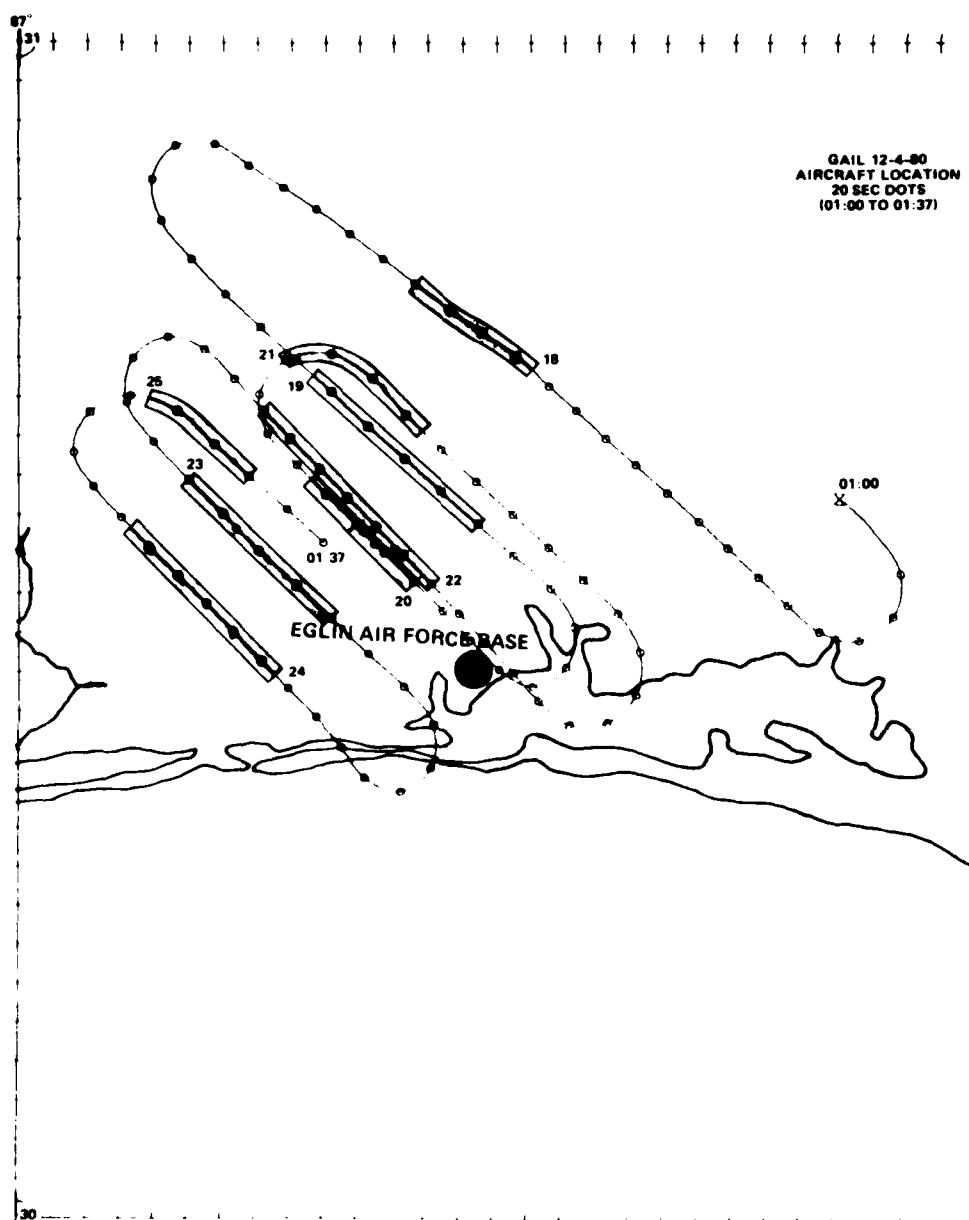 87°
31
GAIL 12-4-80
AIRCRAFT LOCATION
20 SEC DOTS
(01:00 TO 01:37)
18
21
19
25
23
01:00
01 37
22
20
EGLIN AIR FORCE BASE
24
30